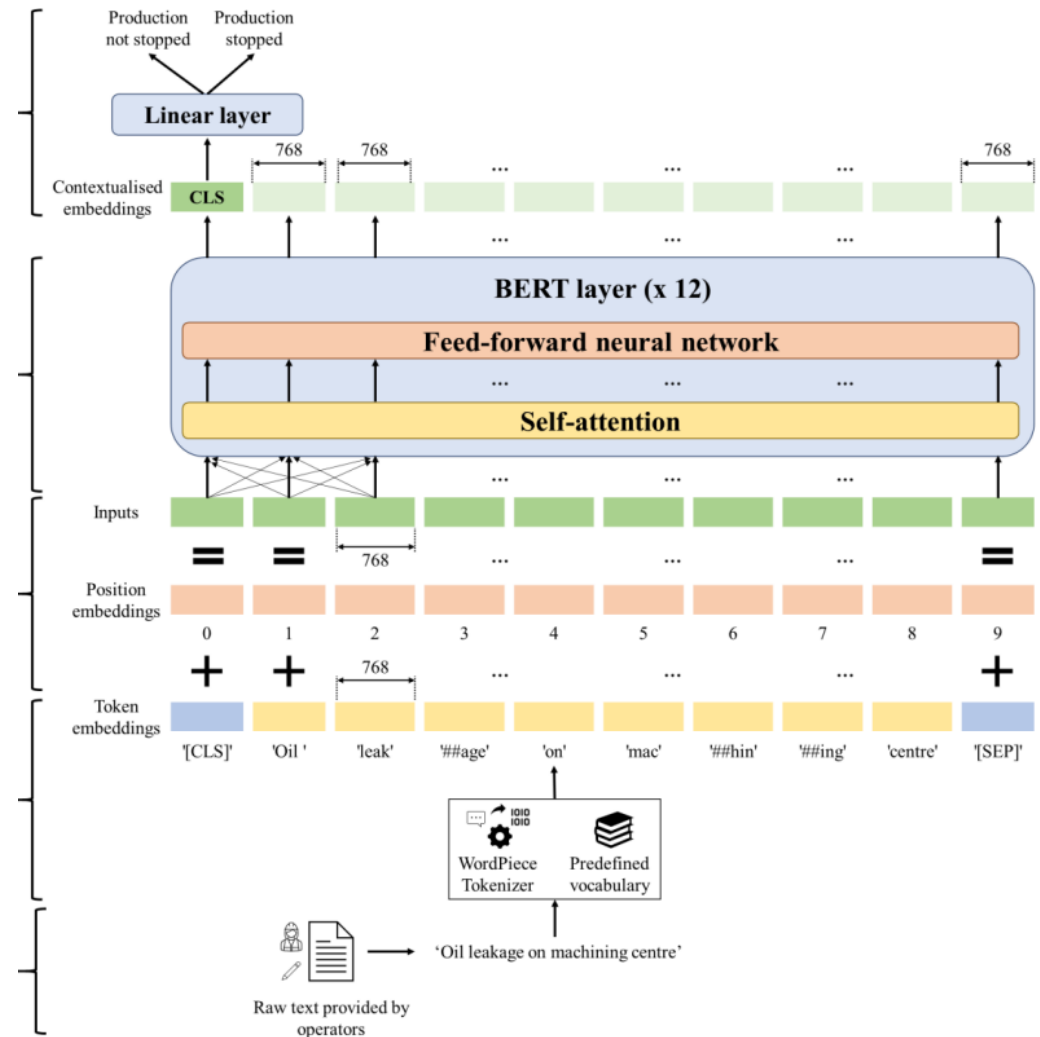 Production
not stopped
Production
stopped
Linear layer
768
768
...
...
768
Contextualised
embeddings
CLS
...
...
...
BERT layer (x 12)
Feed-forward neural network
...
...
...
Self-attention
...
...
...
Inputs
768
...
...
...
Position
embeddings
0 1 2 3 4 5 6 7 8 9
768
...
...
...
Token
embeddings
'[CLS]' 'Oil ' 'leak' '##age' 'on' 'mac' '##hin' '##ing' 'centre' '[SEP]'
1010
1010
WordPiece
Tokenizer
Predefined
vocabulary
‘Oil leakage on machining centre’
Raw text provided by
operators